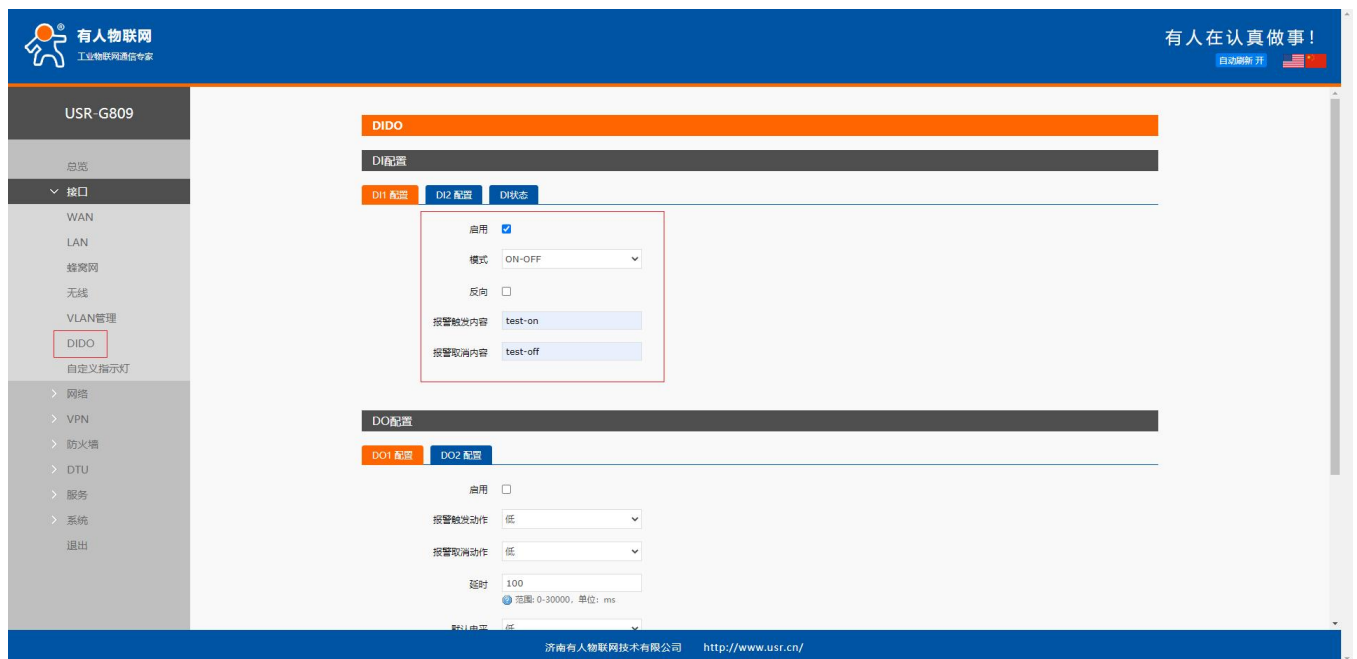 有人物联网
®
工业物联网通信专家
有人在认真做事!
自动刷新 开
USR-G809
总览
接口
WAN
LAN
蜂窝网
无线
VLAN管理
DIDO
自定义指示灯
网络
VPN
防火墙
DTU
服务
系统
退出
DIDO
DI配置
DI1 配置 DI2 配置 DI状态
启用
模式 ON-OFF
反向
报警触发内容 test-on
报警取消内容 test-off
DO配置
DO1 配置 DO2 配置
启用
报警触发动作 低
报警取消动作 低
延时 100
范围: 0-30000, 单位: ms
默认电平 低
济南有人物联网技术有限公司 http://www.usr.cn/